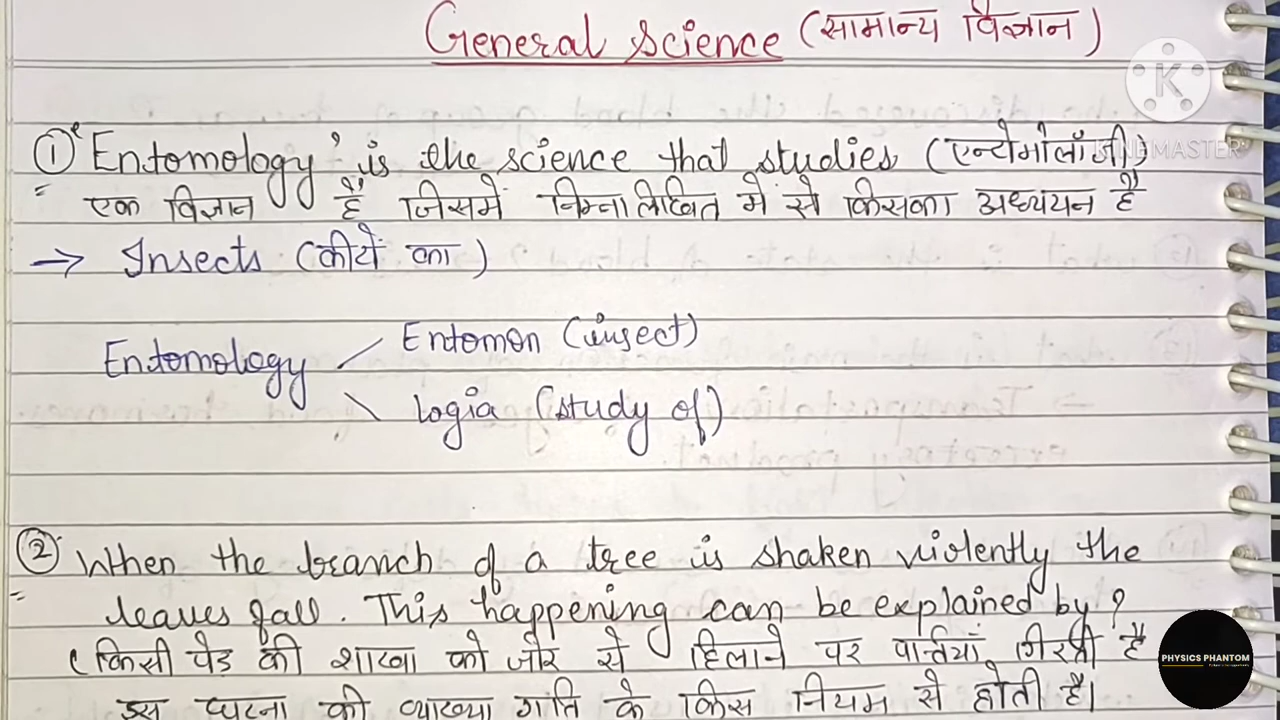 General Science (सामान्य विज्ञान)
① 'Entomology' is the science that studies (एन्टोमोलॉजी
एक विज्ञान है जिसमें निम्नलिखित में से किसका अध्ययन है
→ Insects (कीटों का)
Entomology
Entomon (insect)
logia (study of)
② When the branch of a tree is shaken violently the
leaves fall. This happening can be explained by?
(किसी पेड़ की शाखा को जोर से हिलाने पर पत्तियां गिरती है
इस घटना की व्याख्या गति के किस नियम से होती है।
K
KINEMASTER
PHYSICS PHANTOM